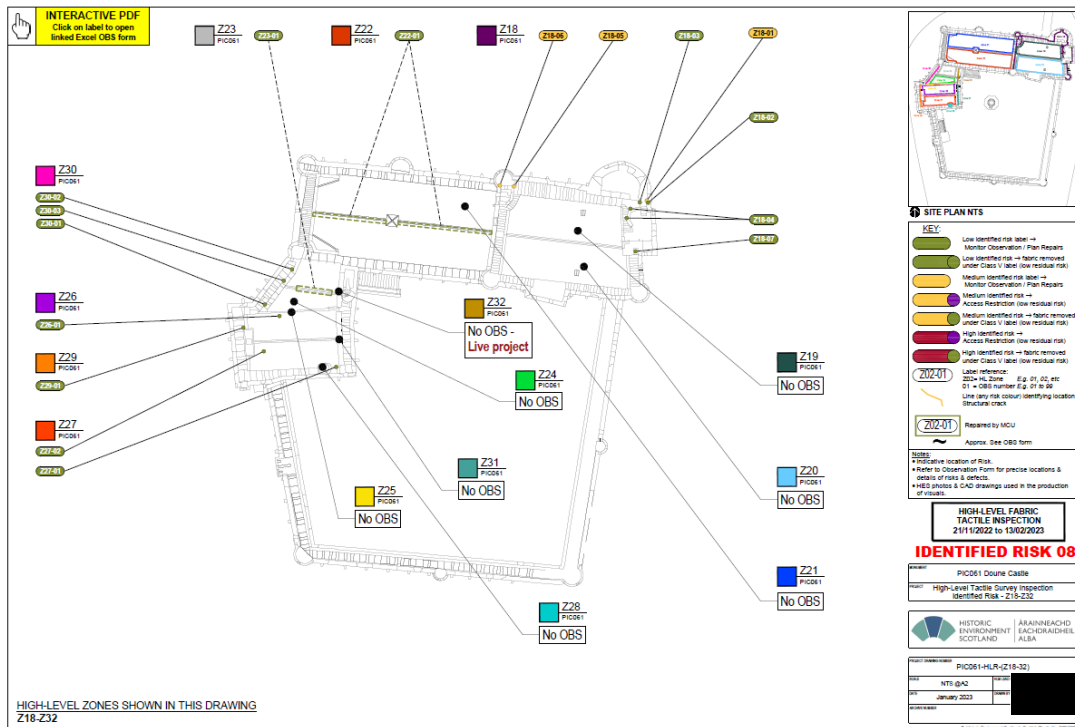 INTERACTIVE PDF
Click on label to open
linked Excel OBS form
Z23
PIC061
Z23-01
Z22
PIC061
Z22-01
Z18
PIC061
Z18-06
Z18-05
Z18-03
Z18-01
Z18-02
Z18-04
Z18-07
Z30
PIC061
Z30-02
Z30-03
Z30-01
Z26
PIC061
Z26-01
Z29
PIC061
Z29-01
Z27
PIC061
Z27-02
Z27-01
Z32
PIC061
No OBS -
Live project
Z24
PIC061
No OBS
Z31
PIC061
No OBS
Z25
PIC061
No OBS
Z28
PIC061
No OBS
Z19
PIC061
No OBS
Z20
PIC061
No OBS
Z21
PIC061
No OBS
HIGH-LEVEL ZONES SHOWN IN THIS DRAWING
Z18-Z32
SITE PLAN NTS
KEY:
Low identified risk label →
Monitor Observation / Plan Repairs
Low identified risk → fabric removed
under Class V label (low residual risk)
Medium identified risk label →
Monitor Observation / Plan Repairs
Medium identified risk →
Access Restriction (low residual risk)
Medium identified risk → fabric removed
under Class V label (low residual risk)
High identified risk →
Access Restriction (low residual risk)
High identified risk → fabric removed
under Class V label (low residual risk)
Z02-01
Label reference:
Z02= HL Zone E.g. 01, 02, etc
01 = OBS number E.g. 01 to 99
Line (any risk colour) identifying location
Structural crack
Z02-01
Repaired by MCU
~ Approx. See OBS form
Notes:
• Indicative location of Risk.
• Refer to Observation Form for precise locations &
details of risks & defects.
• HES photos & CAD drawings used in the production
of visuals.
HIGH-LEVEL FABRIC
TACTILE INSPECTION
21/11/2022 to 13/02/2023
IDENTIFIED RISK 08
MONUMENT
PIC061 Doune Castle
PROJECT
High-Level Tactile Survey Inspection
Identified Risk - Z18-Z32
HISTORIC
ENVIRONMENT
SCOTLAND
ÀRAINNEACHD
EACHDRAIDHEIL
ALBA
PROJECT DRAWING NUMBER
PIC061-HLR-(Z18-32)
SCALE
NTS @A2
DATE
January 2023